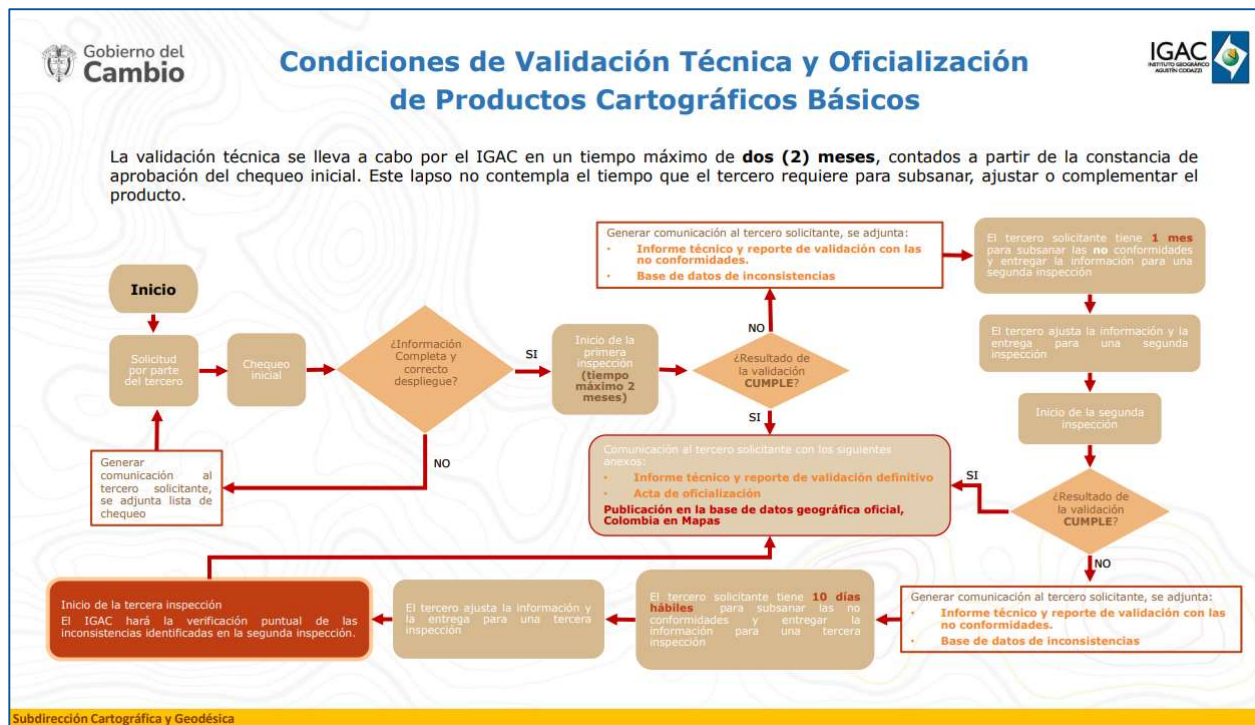 Gobierno del
Cambio
Condiciones de Validación Técnica y Oficialización
de Productos Cartográficos Básicos
IGAC
INSTITUTO GEOGRÁFICO
AGUSTÍN CODAZZI
La validación técnica se lleva a cabo por el IGAC en un tiempo máximo de dos (2) meses, contados a partir de la constancia de
aprobación del chequeo inicial. Este lapso no contempla el tiempo que el tercero requiere para subsanar, ajustar o complementar el
producto.
Inicio
Solicitud
por parte
del tercero
Chequeo
inicial
¿Información
Completa y
correcto
despliegue?
SI
NO
Generar
comunicación al
tercero solicitante,
se adjunta lista de
chequeo
Inicio de la
primera
inspección
(tiempo
máximo 2
meses)
¿Resultado de
la validación
CUMPLE?
NO
SI
Generar comunicación al tercero solicitante, se adjunta:
• Informe técnico y reporte de validación con las
no conformidades.
• Base de datos de inconsistencias
El tercero solicitante tiene 1 mes
para subsanar las no conformidades
y entregar la información para una
segunda inspección
El tercero ajusta la información y la
entrega para una segunda
inspección
Inicio de la segunda
inspección
¿Resultado de
la validación
CUMPLE?
SI
NO
Comunicación al tercero solicitante con los siguientes
anexos:
• Informe técnico y reporte de validación definitivo
• Acta de oficialización
Publicación en la base de datos geográfica oficial,
Colombia en Mapas
Generar comunicación al tercero solicitante, se adjunta:
• Informe técnico y reporte de validación con las
no conformidades.
• Base de datos de inconsistencias
El tercero solicitante tiene 10 días
hábiles para subsanar las no
conformidades y entregar la
información para una tercera
inspección
El tercero ajusta la información y
la entrega para una tercera
inspección
Inicio de la tercera inspección
El IGAC hará la verificación puntual de las
inconsistencias identificadas en la segunda inspección.
Subdirección Cartográfica y Geodésica